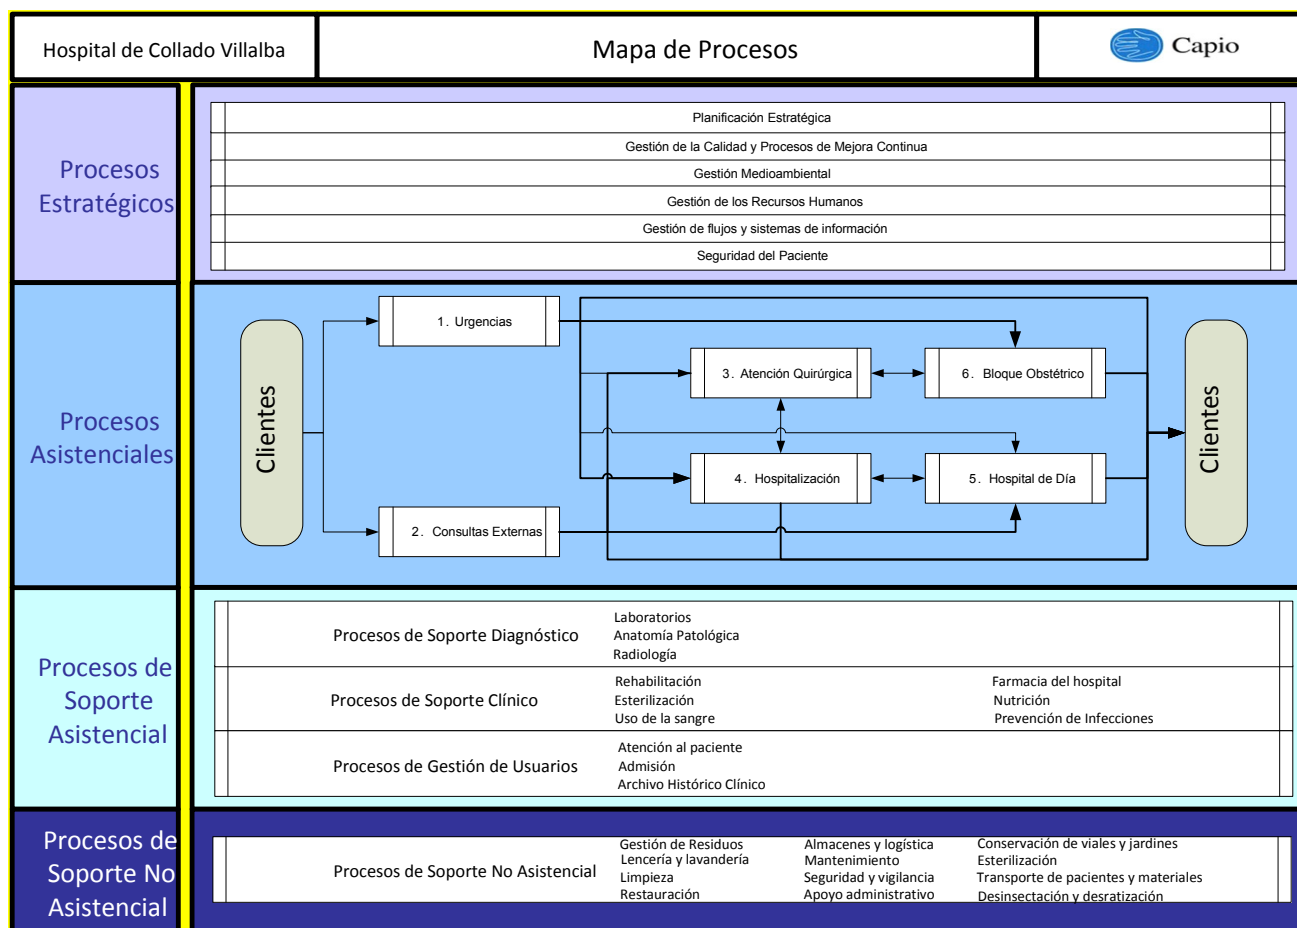 Hospital de Collado Villalba
Mapa de Procesos
Capio
Procesos
Estratégicos
Planificación Estratégica
Gestión de la Calidad y Procesos de Mejora Continua
Gestión Medioambiental
Gestión de los Recursos Humanos
Gestión de flujos y sistemas de información
Seguridad del Paciente
Procesos
Asistenciales
Clientes
1. Urgencias
3. Atención Quirúrgica
6. Bloque Obstétrico
4. Hospitalización
5. Hospital de Día
2. Consultas Externas
Clientes
Procesos de
Soporte
Asistencial
Procesos de Soporte Diagnóstico
Laboratorios
Anatomía Patológica
Radiología
Procesos de Soporte Clínico
Rehabilitación
Esterilización
Uso de la sangre
Farmacia del hospital
Nutrición
Prevención de Infecciones
Procesos de Gestión de Usuarios
Atención al paciente
Admisión
Archivo Histórico Clínico
Procesos de
Soporte No
Asistencial
Procesos de Soporte No Asistencial
Gestión de Residuos
Lencería y lavandería
Limpieza
Restauración
Almacenes y logística
Mantenimiento
Seguridad y vigilancia
Apoyo administrativo
Conservación de viales y jardines
Esterilización
Transporte de pacientes y materiales
Desinsectación y desratización